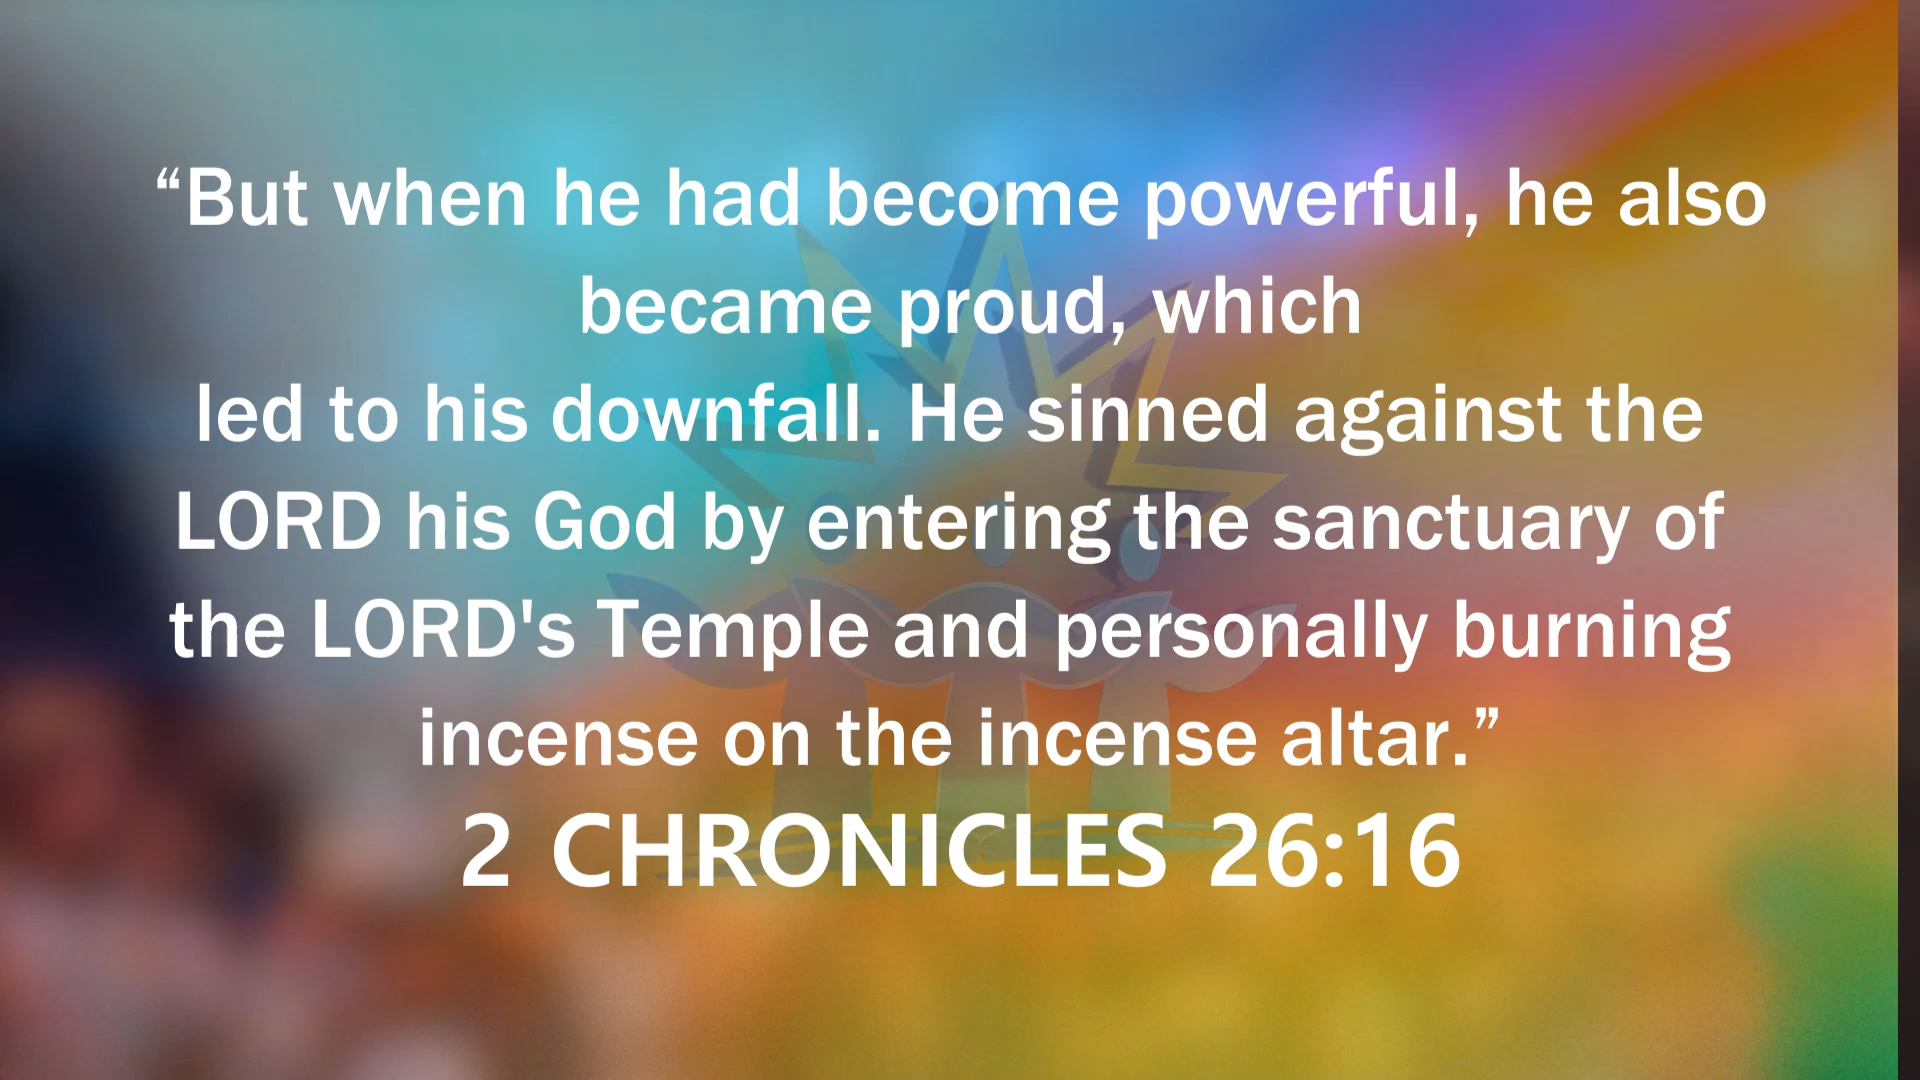 “But when he had become powerful, he also
became proud, which
led to his downfall. He sinned against the
LORD his God by entering the sanctuary of
the LORD's Temple and personally burning
incense on the incense altar.”
2 CHRONICLES 26:16